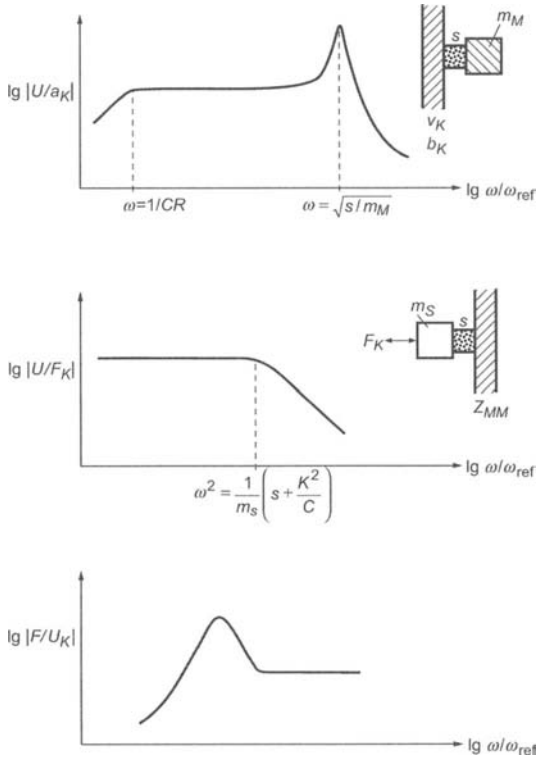 m_M
s
lg |U/a_K|
v_K
b_K
lg ω/ω_ref
ω=1/CR
ω = √s/m_M
m_S
s
F_K
lg |U/F_K|
Z_MM
lg ω/ω_ref
ω² = 1/m_s (s + K²/C)
lg |F/U_K|
lg ω/ω_ref